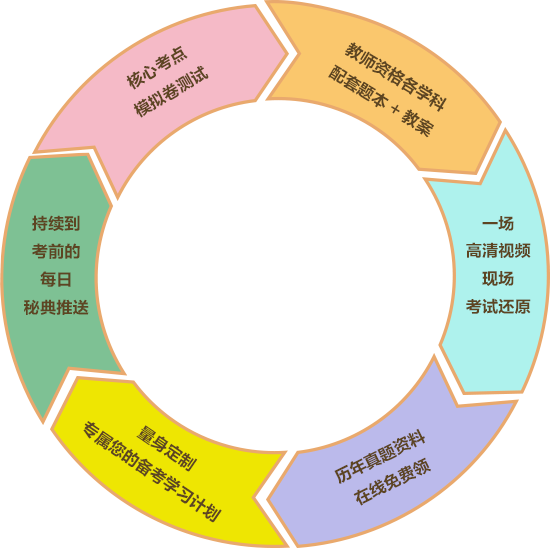 教师资格各学科
配套题本 + 教案
一场
高清视频
现场
考试还原
历年真题资料
在线免费领
量身定制
专属您的备考学习计划
持续到
考前的
每日
秘典推送
核心考点
模拟卷测试